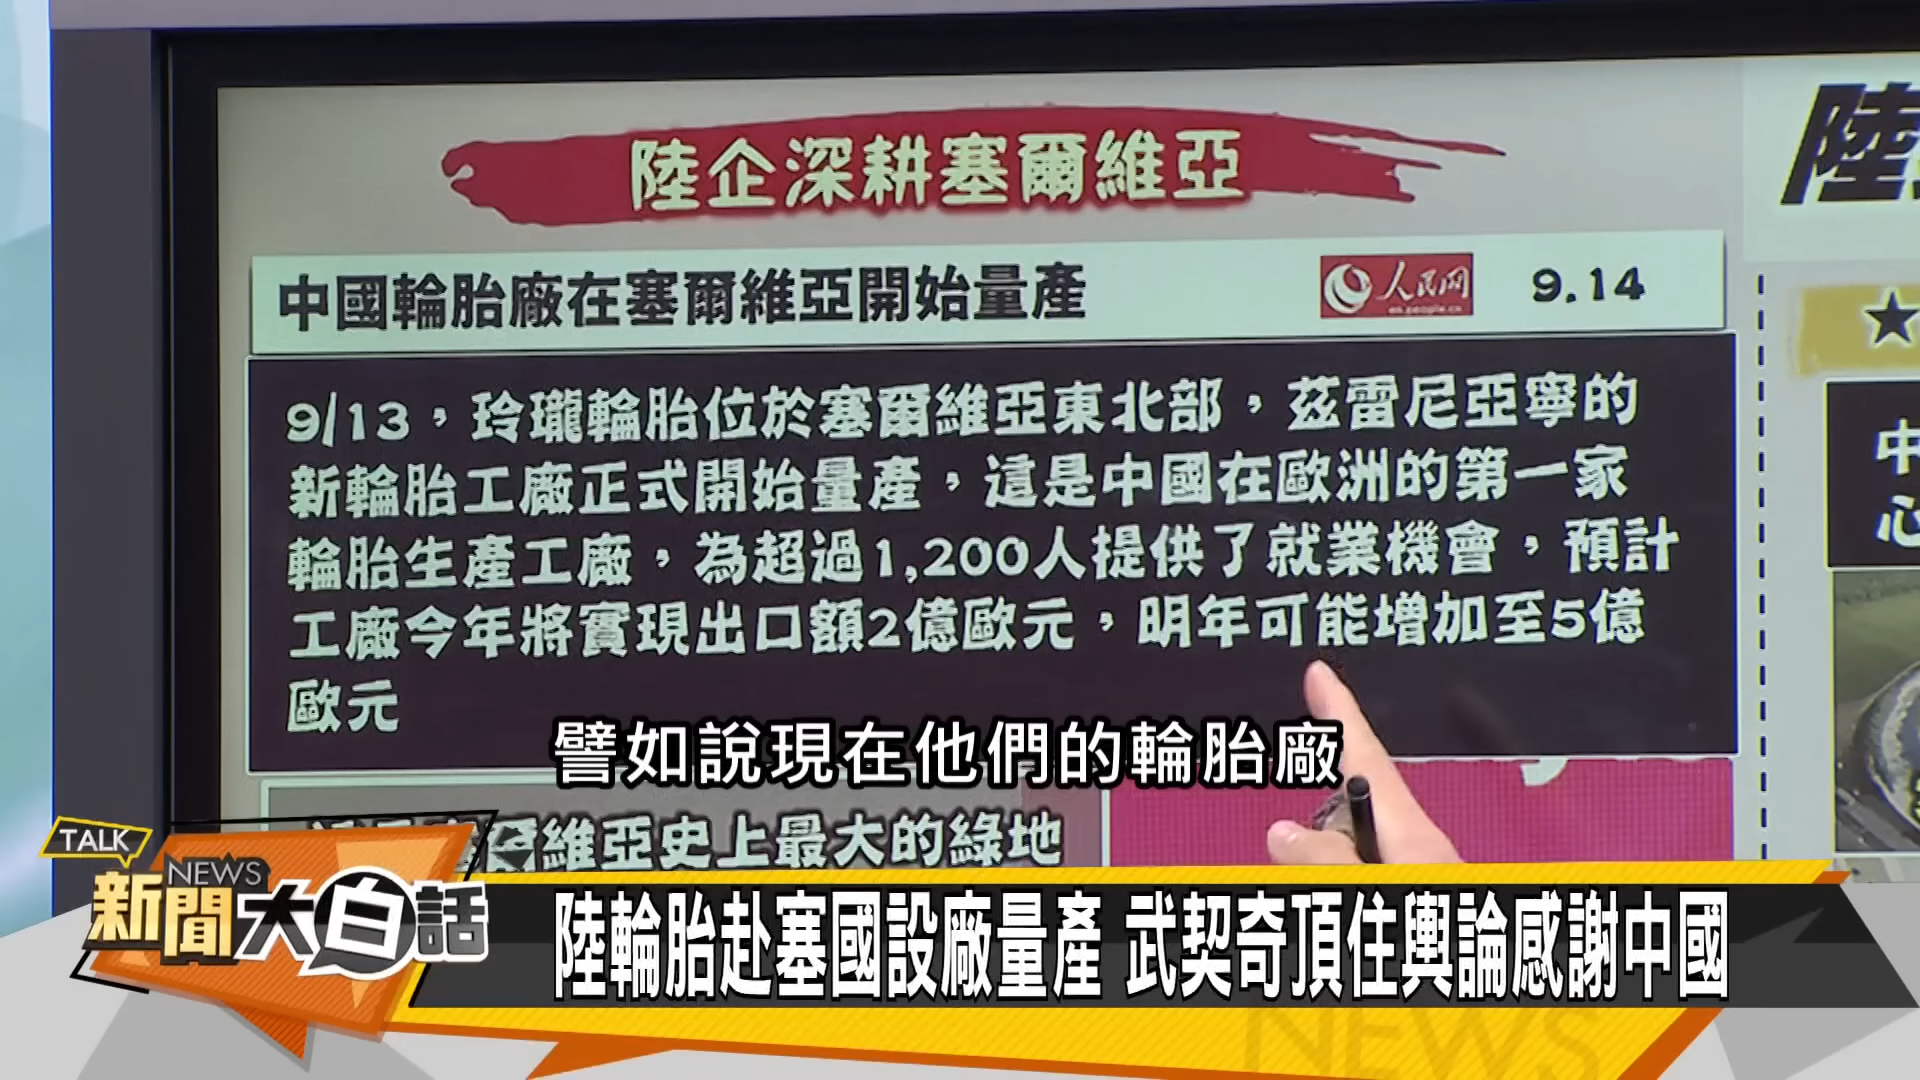 陸企深耕塞爾維亞
陸
中國輪胎廠在塞爾維亞開始量產
人民网
en.people.cn
9.14
9/13，玲瓏輪胎位於塞爾維亞東北部，茲雷尼亞寧的
新輪胎工廠正式開始量產，這是中國在歐洲的第一家
輪胎生產工廠，為超過1,200人提供了就業機會，預計
工廠今年將實現出口額2億歐元，明年可能增加至5億
歐元
中
心
譬如說現在他們的輪胎廠
維亞史上最大的綠地
TALK
NEWS
新聞大白話
陸輪胎赴塞國設廠量產 武契奇頂住輿論感謝中國
NEWS